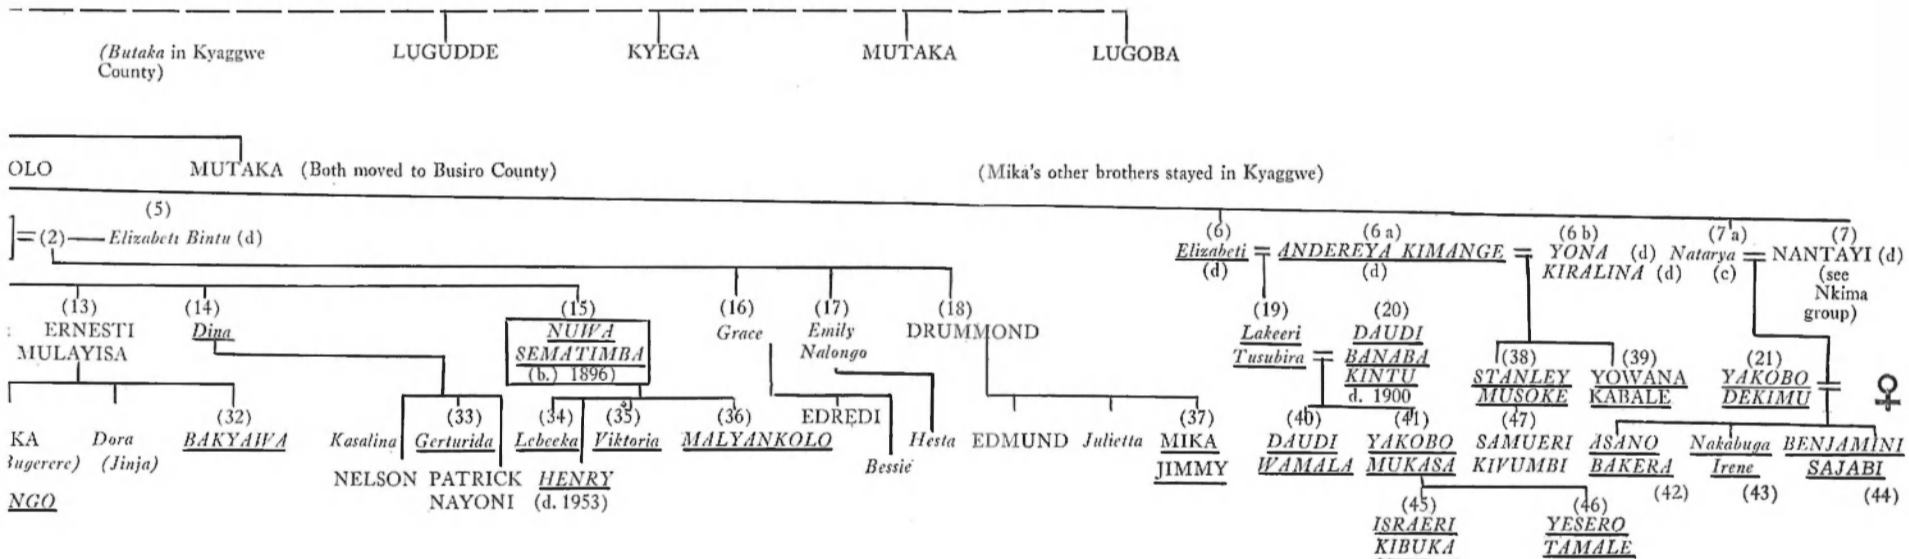 (Butaka in Kyaggwe
County)
LUGUDDE
KYEGA
MUTAKA
LUGOBA
OLO
MUTAKA (Both moved to Busiro County)
(Mika's other brothers stayed in Kyaggwe)
(5)
= (2) Elizabeti Bintu (d)
(6)
Elizabeti
(d)
=
(6 a)
ANDEREYA KIMANGE
(d)
=
(6 b)
YONA (d)
KIRALINA (d)
(7 a)
Natarya
(c)
=
(7)
NANTAYI (d)
(see
Nkima
group)
(13)
ERNESTI
MULAYISA
(14)
Dina
(15)
NUWA
SEMATIMBA
(b.) 1896
(16)
Grace
(17)
Emily
Nalongo
(18)
DRUMMOND
(19)
Lakeeri
Tusubira
=
(20)
DAUDI
BANABA
KINTU
d. 1900
(38)
STANLEY
MUSOKE
(39)
YOWANA
KABALE
(21)
YAKOBO
DEKIMU
=
♀
KA
Bugerere)
NGO
Dora
(Jinja)
(32)
BAKYAIWA
Kasalina
NELSON
(33)
Gerturida
PATRICK
NAYONI
(34)
Lebeeka
HENRY
(d. 1953)
(35)
Viktoria
(36)
MALYANKOLO
EDREDI
Bessie
Hesta
EDMUND
Julietta
(37)
MIKA
JIMMY
(40)
DAUDI
WAMALA
(41)
YAKOBO
MUKASA
(47)
SAMUERI
KIVUMBI
ASANO
BAKERA
(42)
Nakabuga
Irene
(43)
BENJAMINI
SAJABI
(44)
(45)
ISRAERI
KIBUKA
(46)
YESERO
TAMALE